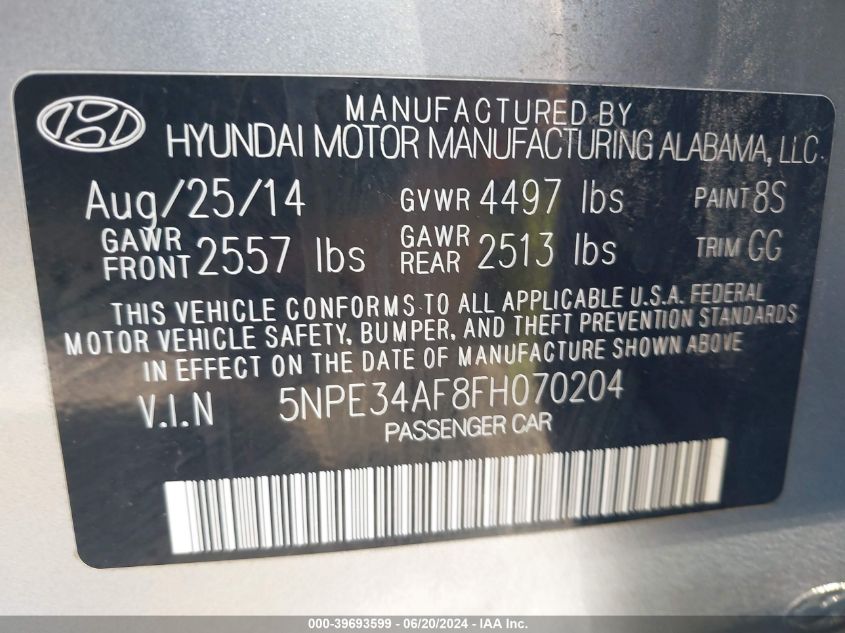 MANUFACTURED BY
HYUNDAI MOTOR MANUFACTURING ALABAMA, LLC
Aug/25/14 GVWR 4497 lbs PAINT 8S
GAWR FRONT 2557 lbs GAWR REAR 2513 lbs TRIM GG
THIS VEHICLE CONFORMS TO ALL APPLICABLE U.S.A. FEDERAL
MOTOR VEHICLE SAFETY, BUMPER, AND THEFT PREVENTION STANDARDS
IN EFFECT ON THE DATE OF MANUFACTURE SHOWN ABOVE
V.I.N 5NPE34AF8FH070204
PASSENGER CAR
000-39693599 - 06/20/2024 - IAA Inc.